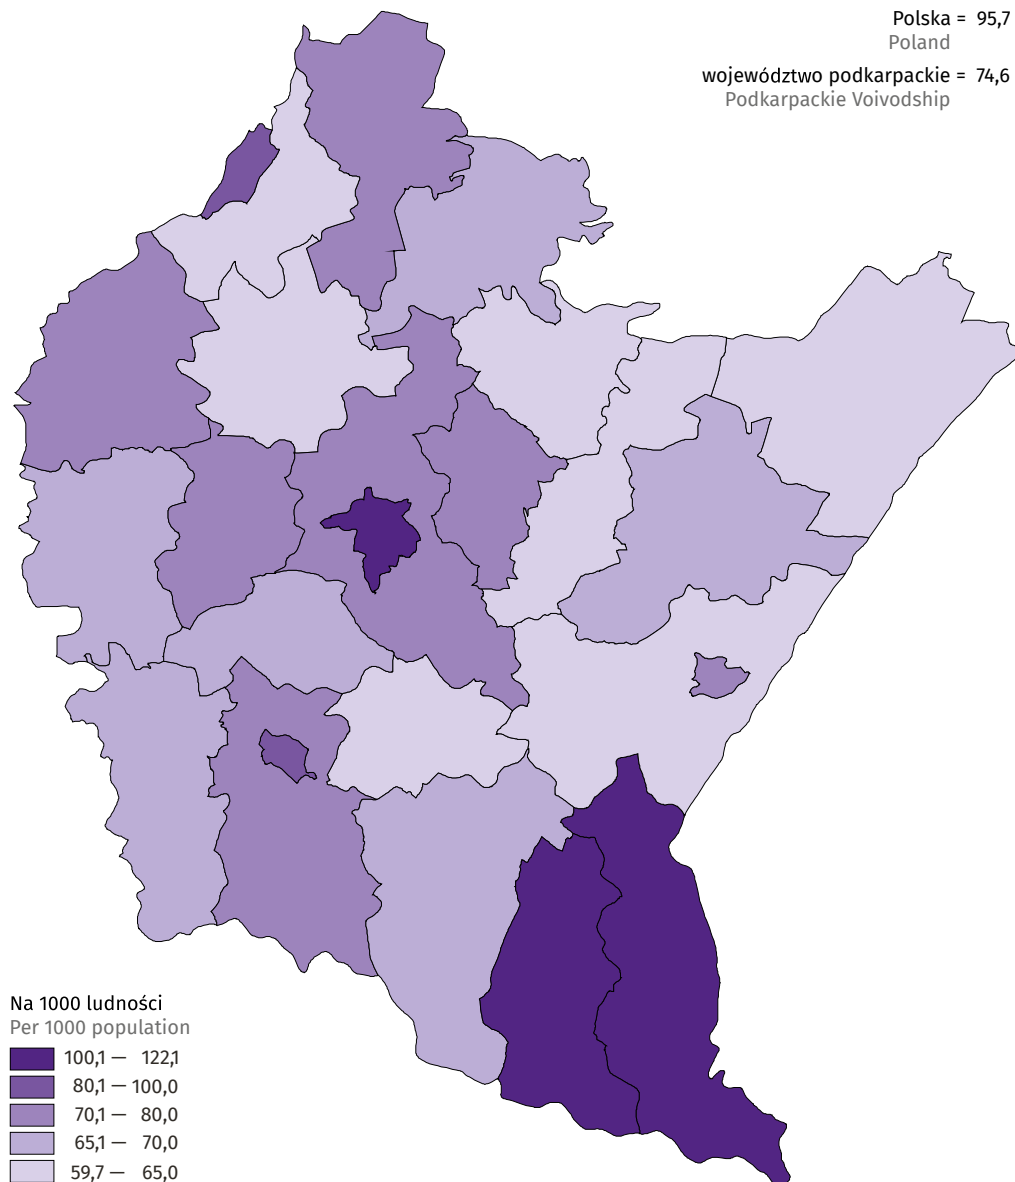 Polska = 95,7
Poland
województwo podkarpackie = 74,6
Podkarpackie Voivodship
Na 1000 ludności
Per 1000 population
100,1 — 122,1
80,1 — 100,0
70,1 — 80,0
65,1 — 70,0
59,7 — 65,0